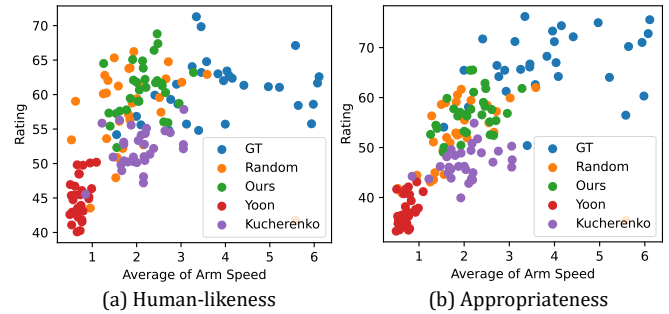 70
65
60
55
50
45
40
Rating
1 2 3 4 5 6
Average of Arm Speed
GT
Random
Ours
Yoon
Kucherenko
(a) Human-likeness
70
60
50
40
Rating
1 2 3 4 5 6
Average of Arm Speed
GT
Random
Ours
Yoon
Kucherenko
(b) Appropriateness